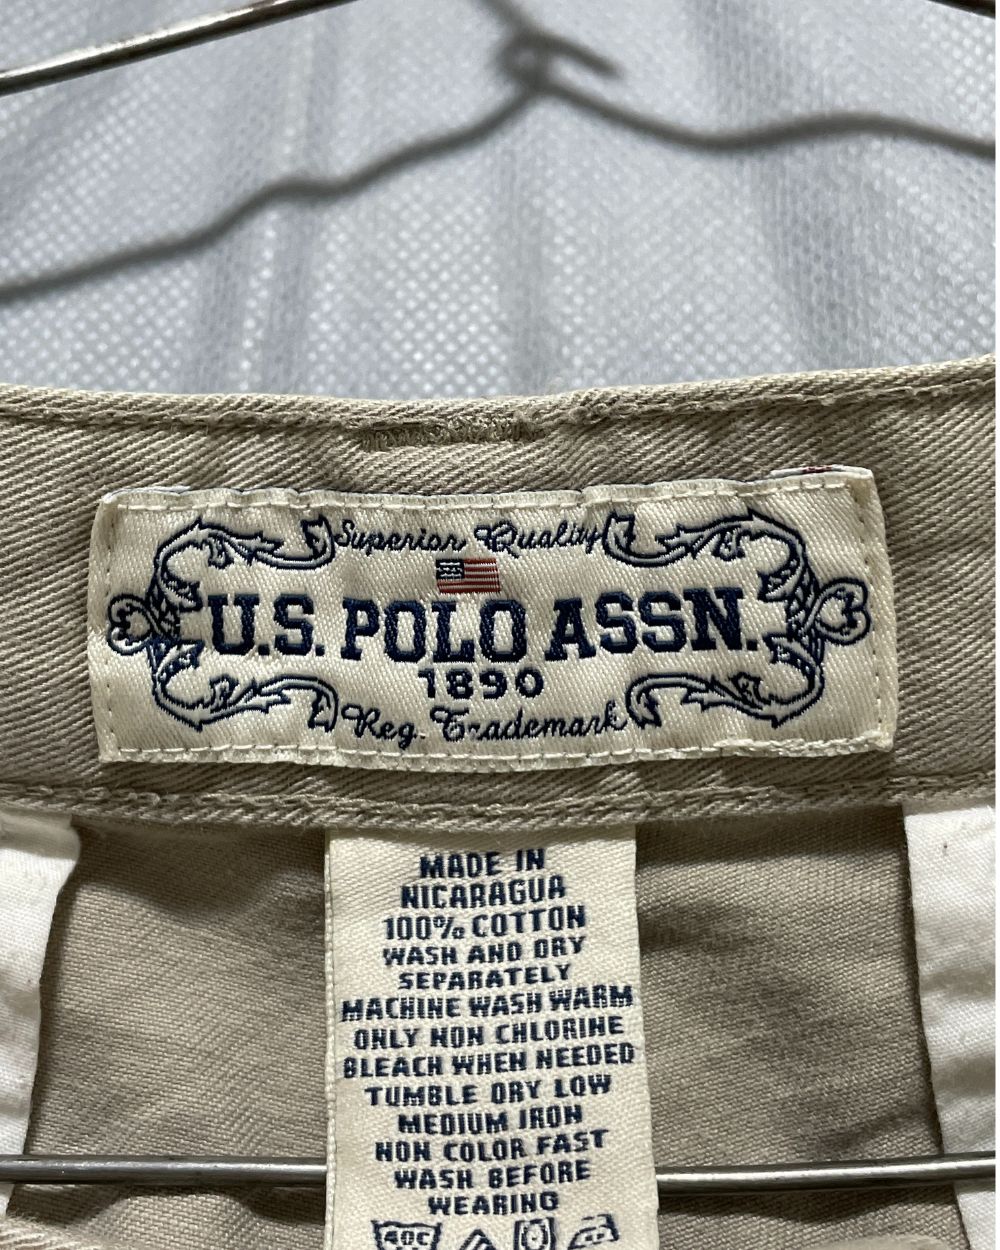 Superior Quality
U.S. POLO ASSN.
1890
Reg. Trademark
MADE IN
NICARAGUA
100% COTTON
WASH AND DRY
SEPARATELY
MACHINE WASH WARM
ONLY NON CHLORINE
BLEACH WHEN NEEDED
TUMBLE DRY LOW
MEDIUM IRON
NON COLOR FAST
WASH BEFORE
WEARING
40C